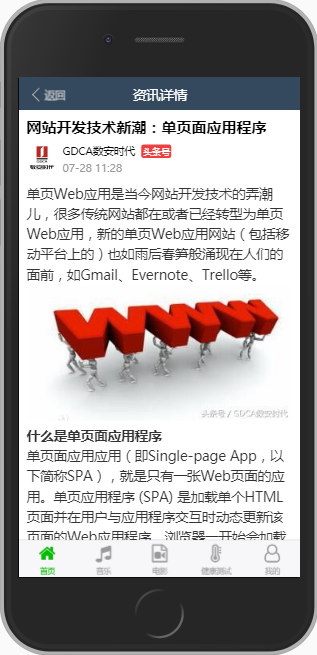 返回
资讯详情
网站开发技术新潮：单页面应用程序
GDCA数安时代 头条号
07-28 11:28
单页Web应用是当今网站开发技术的弄潮
儿，很多传统网站都在或者已经转型为单页
Web应用，新的单页Web应用网站（包括移
动平台上的）也如雨后春笋般涌现在人们的
面前，如Gmail、Evernote、Trello等。
WWW
头条号 / GDCA数安时代
什么是单页面应用程序
单页面应用应用（即Single-page App，以
下简称SPA），就是只有一张Web页面的应
用。单页应用程序 (SPA) 是加载单个HTML
页面并在用户与应用程序交互时动态更新该
页面的Web应用程序。浏览器一开始会加载
首页 音乐 电影 健康测试 我的